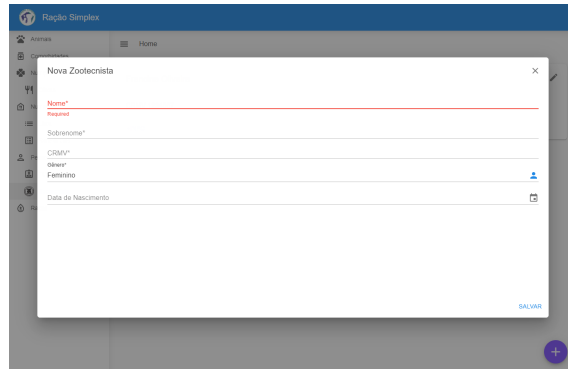 Ração Simplex
Animais
Home
Nova Zootecnista
Nome*
Required
Sobrenome*
CRMV*
Gênero*
Feminino
Data de Nascimento
SALVAR